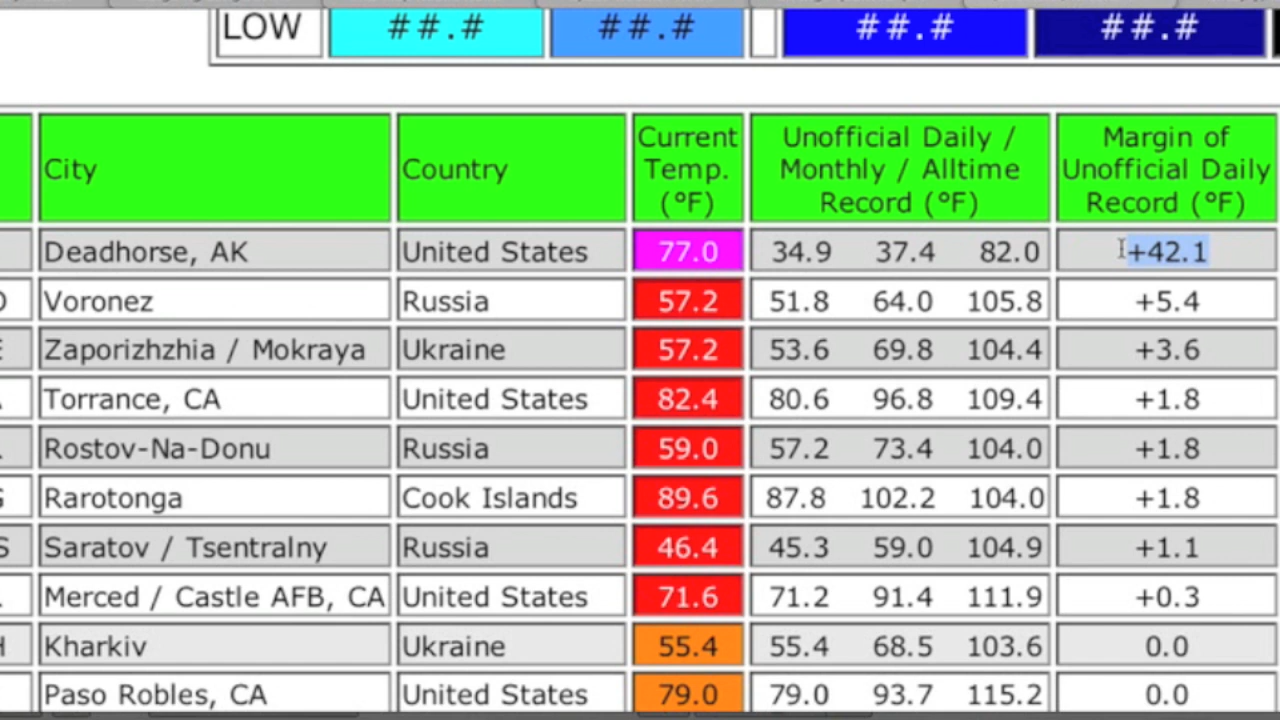 LOW ##.# ##.# ##.# ##.#
City Country Current Temp. (°F) Unofficial Daily / Monthly / Alltime Record (°F) Margin of Unofficial Daily Record (°F)
Deadhorse, AK United States 77.0 34.9 37.4 82.0 +42.1
Voronez Russia 57.2 51.8 64.0 105.8 +5.4
Zaporizhzhia / Mokraya Ukraine 57.2 53.6 69.8 104.4 +3.6
Torrance, CA United States 82.4 80.6 96.8 109.4 +1.8
Rostov-Na-Donu Russia 59.0 57.2 73.4 104.0 +1.8
Rarotonga Cook Islands 89.6 87.8 102.2 104.0 +1.8
Saratov / Tsentralny Russia 46.4 45.3 59.0 104.9 +1.1
Merced / Castle AFB, CA United States 71.6 71.2 91.4 111.9 +0.3
Kharkiv Ukraine 55.4 55.4 68.5 103.6 0.0
Paso Robles, CA United States 79.0 79.0 93.7 115.2 0.0